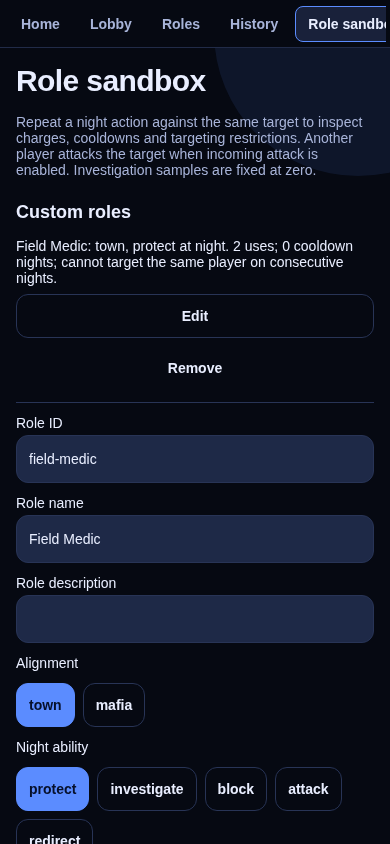 Home Lobby Roles History Role sandbo
Role sandbox
Repeat a night action against the same target to inspect
charges, cooldowns and targeting restrictions. Another
player attacks the target when incoming attack is
enabled. Investigation samples are fixed at zero.
Custom roles
Field Medic: town, protect at night. 2 uses; 0 cooldown
nights; cannot target the same player on consecutive
nights.
Edit
Remove
Role ID
field-medic
Role name
Field Medic
Role description
Alignment
town mafia
Night ability
protect investigate block attack
redirect